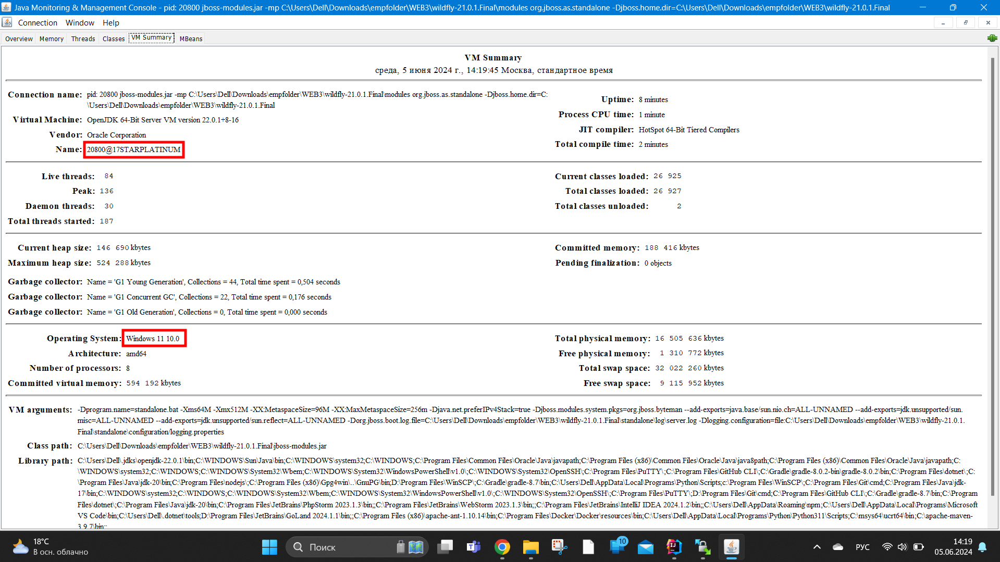 Java Monitoring & Management Console - pid: 20800 jboss-modules.jar -mp C:\Users\Dell\Downloads\empfolder\WEB3\wildfly-21.0.1.Final\modules org.jboss.as.standalone -Djboss.home.dir=C:\Users\Dell\Downloads\empfolder\WEB3\wildfly-21.0.1.Final
Connection Window Help
Overview Memory Threads Classes VM Summary MBeans
VM Summary
среда, 5 июня 2024 г., 14:19:45 Москва, стандартное время
Connection name: pid: 20800 jboss-modules.jar -mp C:\Users\Dell\Downloads\empfolder\WEB3\wildfly-21.0.1.Final\modules org.jboss.as.standalone -Djboss.home.dir=C:
\Users\Dell\Downloads\empfolder\WEB3\wildfly-21.0.1.Final
Virtual Machine: OpenJDK 64-Bit Server VM version 22.0.1+8-16
Vendor: Oracle Corporation
Name: 20800@17STARPLATINUM
Uptime: 8 minutes
Process CPU time: 1 minute
JIT compiler: HotSpot 64-Bit Tiered Compilers
Total compile time: 2 minutes
Live threads: 84
Peak: 136
Daemon threads: 30
Total threads started: 187
Current classes loaded: 26 925
Total classes loaded: 26 927
Total classes unloaded: 2
Current heap size: 146 690 kbytes
Maximum heap size: 524 288 kbytes
Committed memory: 188 416 kbytes
Pending finalization: 0 objects
Garbage collector: Name = 'G1 Young Generation', Collections = 44, Total time spent = 0,504 seconds
Garbage collector: Name = 'G1 Concurrent GC', Collections = 22, Total time spent = 0,176 seconds
Garbage collector: Name = 'G1 Old Generation', Collections = 0, Total time spent = 0,000 seconds
Operating System: Windows 11 10.0
Architecture: amd64
Number of processors: 8
Committed virtual memory: 594 192 kbytes
Total physical memory: 16 505 636 kbytes
Free physical memory: 1 310 772 kbytes
Total swap space: 32 022 260 kbytes
Free swap space: 9 115 952 kbytes
VM arguments: -Dprogram.name=standalone.bat -Xms64M -Xmx512M -XX:MetaspaceSize=96M -XX:MaxMetaspaceSize=256m -Djava.net.preferIPv4Stack=true -Djboss.modules.system.pkgs=org.jboss.byteman --add-exports=java.base/sun.nio.ch=ALL-UNNAMED --add-exports=jdk.unsupported/sun.
misc=ALL-UNNAMED --add-exports=jdk.unsupported/sun.reflect=ALL-UNNAMED -Dorg.jboss.boot.log.file=C:\Users\Dell\Downloads\empfolder\WEB3\wildfly-21.0.1.Final\standalone\log\server.log -Dlogging.configuration=file:C:\Users\Dell\Downloads\empfolder\WEB3\wildfly-21.0.1.
Final\standalone\configuration/logging.properties
Class path: C:\Users\Dell\Downloads\empfolder\WEB3\wildfly-21.0.1.Final\jboss-modules.jar
Library path: C:\Users\Dell\.jdks\openjdk-22.0.1\bin;C:\WINDOWS\Sun\Java\bin;C:\WINDOWS\system32;C:\WINDOWS;C:\Program Files\Common Files\Oracle\Java\javapath;C:\Program Files (x86)\Common Files\Oracle\Java\java8path;C:\Program Files (x86)\Common Files\Oracle\Java\javapath;C:
\WINDOWS\system32;C:\WINDOWS;C:\WINDOWS\System32\Wbem;C:\WINDOWS\System32\WindowsPowerShell\v1.0\;C:\WINDOWS\System32\OpenSSH\;C:\Program Files\PuTTY\;C:\Program Files\GitHub CLI\;C:\Gradle\gradle-8.0.2-bin\gradle-8.0.2\bin;C:\Program Files\dotnet\;C:
\Program Files\Java\jdk-20\bin;C:\Program Files\nodejs\;C:\Program Files (x86)\Gpg4win\..\GnuPG\bin;D:\Program Files\WinSCP\;C:\Gradle\gradle-8.7\bin;C:\Users\Dell\AppData\Local\Programs\Python\Scripts;c:\Program Files\WinSCP\;C:\Program Files\Git\cmd;C:\Program Files\Java\jdk-
17\bin;C:\WINDOWS\system32;C:\WINDOWS;C:\WINDOWS\System32\Wbem;C:\WINDOWS\System32\WindowsPowerShell\v1.0\;C:\WINDOWS\System32\OpenSSH\;C:\Program Files\PuTTY\;D:\Program Files\Git\cmd;C:\Program Files\GitHub CLI\;C:\Gradle\gradle-8.7\bin;C:\Program
Files\dotnet\;C:\Program Files\Java\jdk-20\bin;C:\Program Files\JetBrains\PhpStorm 2023.1.3\bin;;C:\Program Files\JetBrains\WebStorm 2023.1.3\bin;;C:\Program Files\JetBrains\IntelliJ IDEA 2024.1.2\bin;;C:\Users\Dell\AppData\Roaming\npm;C:\Users\Dell\AppData\Local\Programs\Microsoft
VS Code\bin;C:\Users\Dell\.dotnet\tools;D:\Program Files\JetBrains\GoLand 2024.1.1\bin;;C:\Program Files (x86)\apache-ant-1.10.14\bin;C:\Program Files\Docker\Docker\resources\bin;C:\Users\Dell\AppData\Local\Programs\Python\Python311\Scripts;C:\msys64\ucrt64\bin;C:\apache-maven-
3.9.7\bin;;
18°C
В осн. облачно
Поиск
10
РУС
14:19
05.06.2024